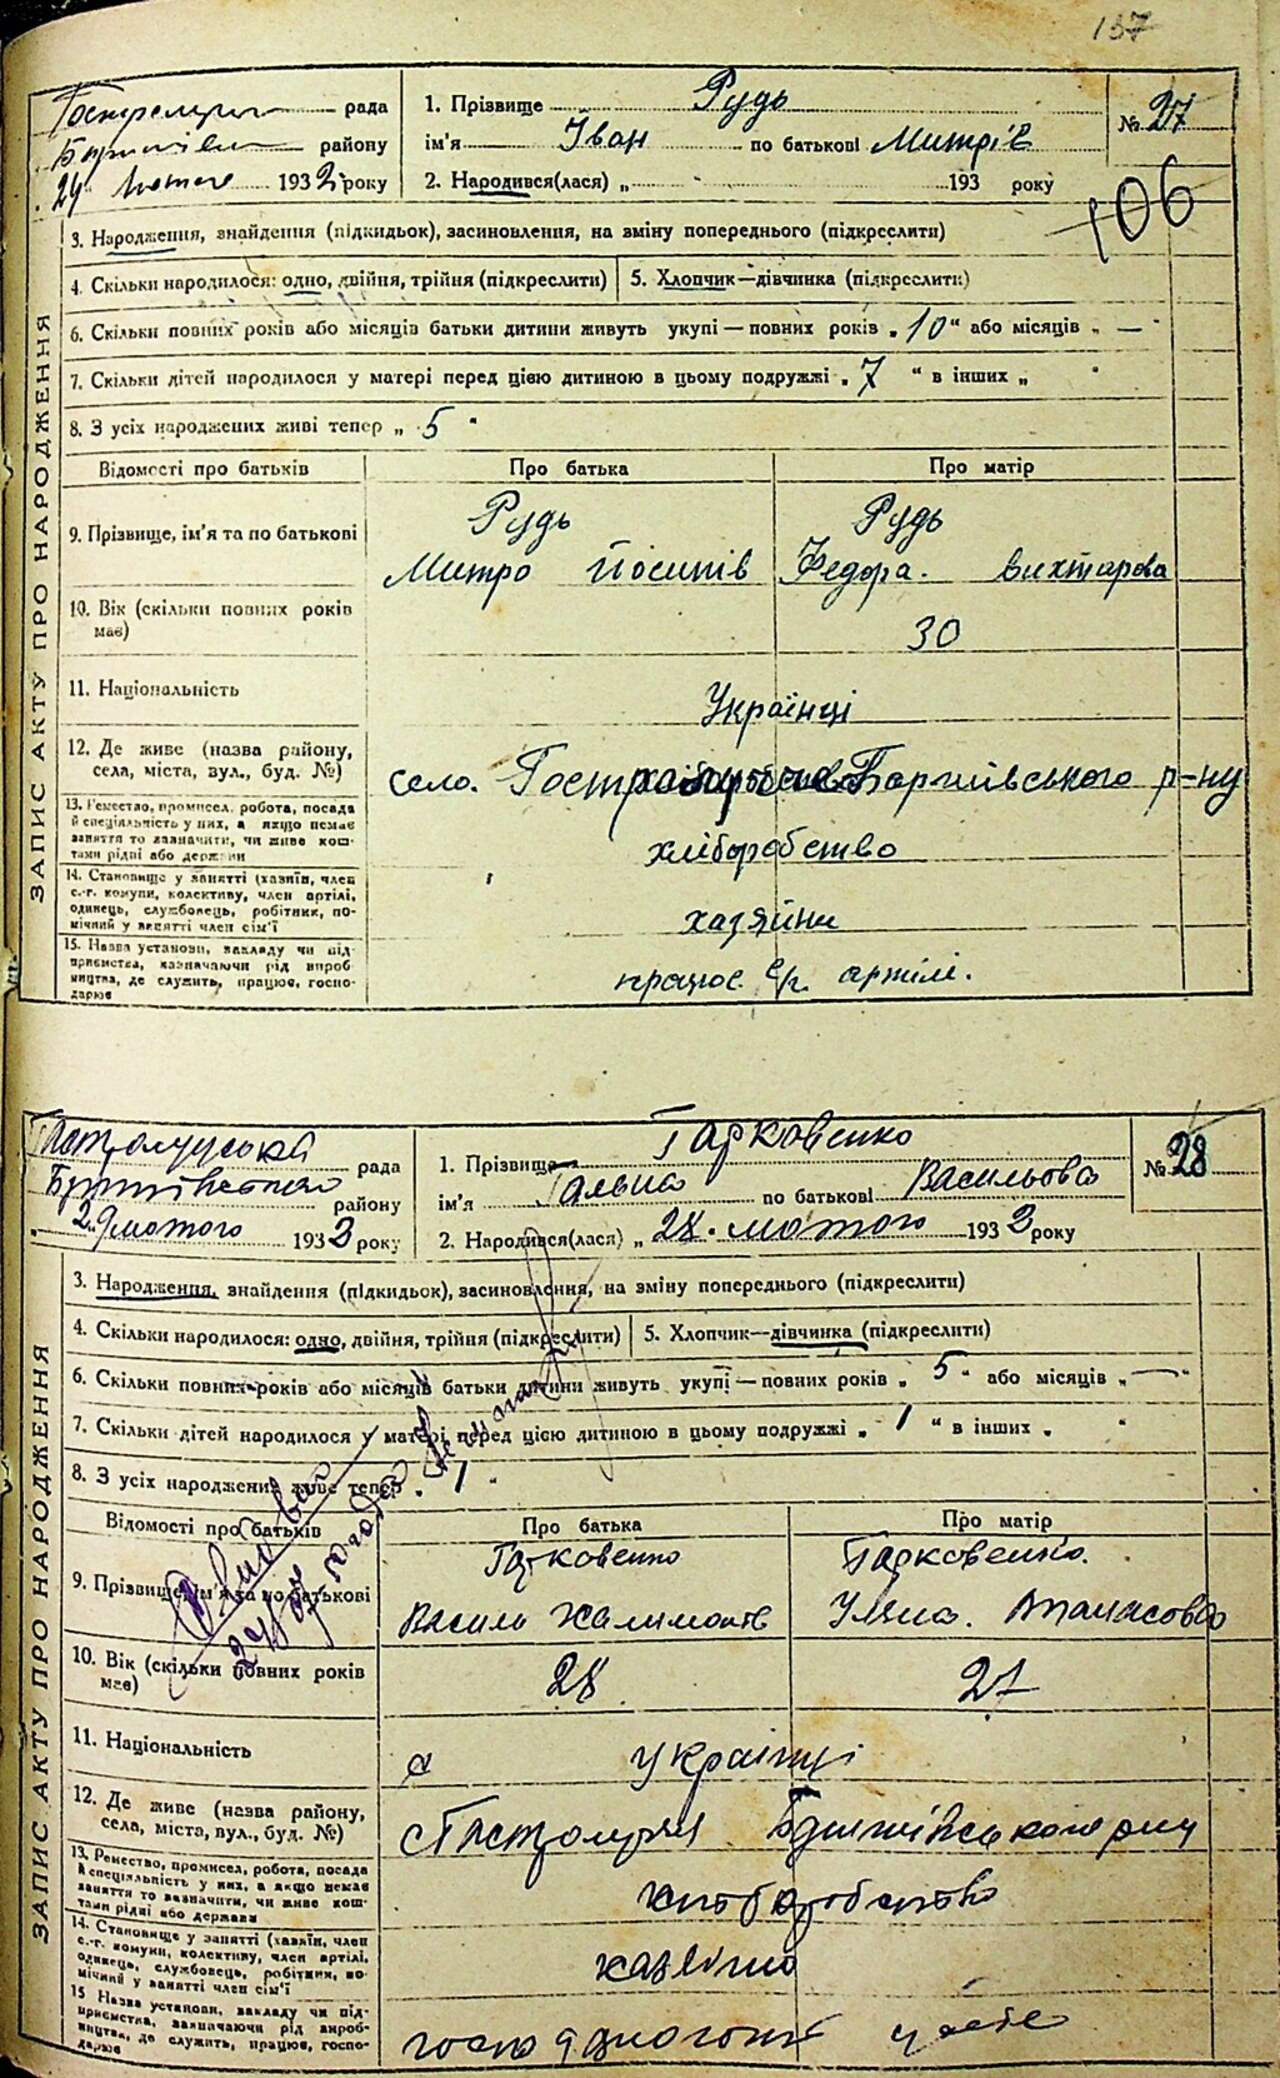 137
рада
району
24 лютого 1932 року
1. Прізвище Рудь
ім'я Іван по батькові Митрів
2. Народився(лася) „ 193 року
№ 27
106
ЗАПИС АКТУ ПРО НАРОДЖЕННЯ
3. Народження, знайдення (підкидьок), засиновлення, на зміну попереднього (підкреслити)
4. Скільки народилося: одно, двійня, трійня (підкреслити)
5. Хлопчик—дівчинка (підкреслити)
6. Скільки повних років або місяців батьки дитини живуть укупі — повних років „ 10 " або місяців „ — "
7. Скільки дітей народилося у матері перед цією дитиною в цьому подружжі „ 7 " в інших „ "
8. З усіх народжених живі тепер „ 5 "
Відомості про батьків Про батька Про матір
9. Прізвище, ім'я та по батькові
Рудь Рудь
Митро Йосипів Федора. Вихтарова
10. Вік (скільки повних років має) 30
11. Національність Українці
12. Де живе (назва району, села, міста, вул., буд. №)
село. р-ну
13. Ремество, промисел, робота, посада й спеціяльність у них, а якщо немає заняття то зазначити, чи живе коштами рідні або держави
хліборобство
14. Становище у занятті (хазяїн, член с.-г. комуни, колективу, член артілі, одинець, службовець, робітник, помічний у занятті член сім'ї
хазяїни
15. Назва установи, закладу чи підприємства, зазначаючи рід виробництва, де служить, працює, господарює
працює с/г. артілі.
рада
району
29 лютого 1932 року
1. Прізвище Гарковенко
ім'я Гальна по батькові Васильова
2. Народився(лася) „ 28. лютого 1932 року
№ 28
ЗАПИС АКТУ ПРО НАРОДЖЕННЯ
3. Народження, знайдення (підкидьок), засиновлення, на зміну попереднього (підкреслити)
4. Скільки народилося: одно, двійня, трійня (підкреслити)
5. Хлопчик—дівчинка (підкреслити)
6. Скільки повних років або місяців батьки дитини живуть укупі — повних років „ 5 " або місяців „ — "
7. Скільки дітей народилося у матері перед цією дитиною в цьому подружжі „ 1 " в інших „ "
8. З усіх народжених живе тепер „ 1 "
Відомості про батьків Про батька Про матір
9. Прізвище, ім'я та по батькові
Гарковенко Гарковенко.
Василь Уляна. Апанасова
10. Вік (скільки повних років має) 28 27
11. Національність українці
12. Де живе (назва району, села, міста, вул., буд. №)
13. Ремество, промисел, робота, посада й спеціяльність у них, а якщо немає заняття то зазначити, чи живе коштами рідні або держави
хліборобство
14. Становище у занятті (хазяїн, член с.-г. комуни, колективу, член артілі, одинець, службовець, робітник, помічний у занятті член сім'ї
15 Назва установи, закладу чи підприємства, зазначаючи рід виробництва, де служить, працює, господарює